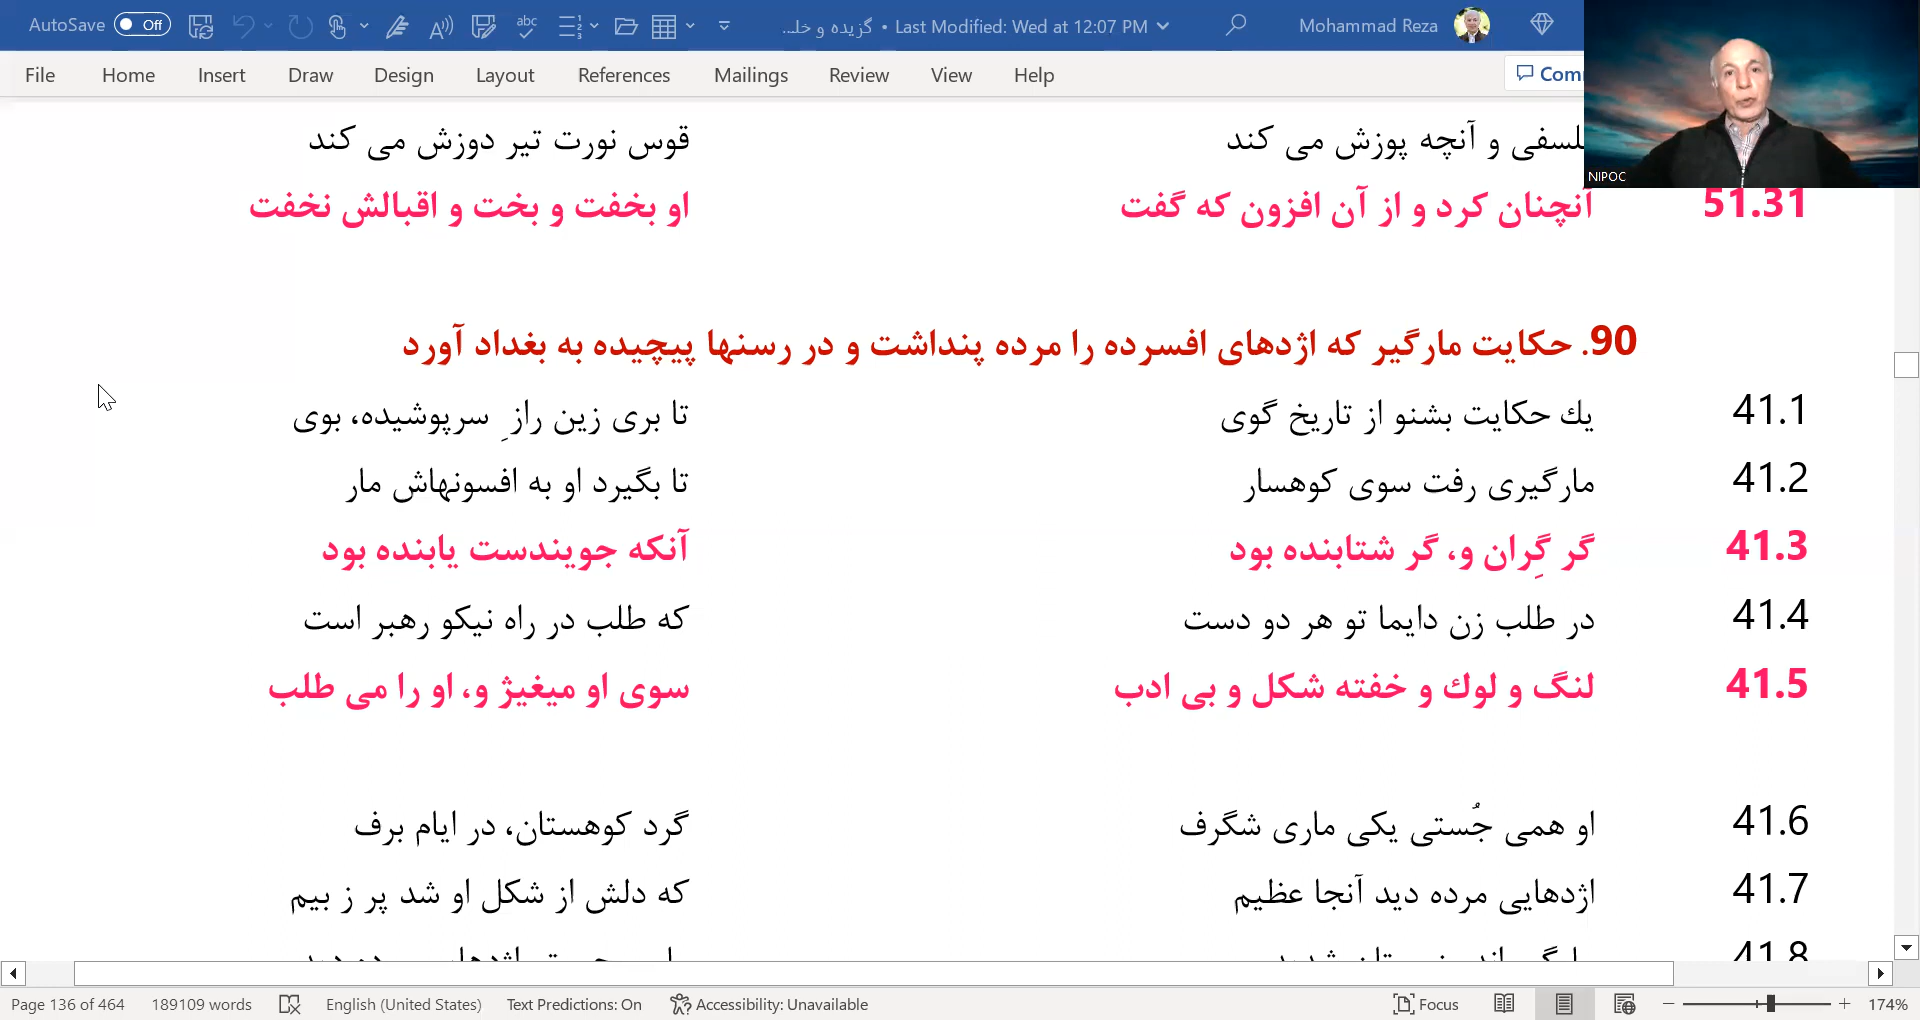 AutoSave Off گزیده و خلـ... • Last Modified: Wed at 12:07 PM Mohammad Reza
File Home Insert Draw Design Layout References Mailings Review View Help
NIPOC
و آنچه پوزش می کند قوس نورت تیر دوزش می کند
51.31 آنچنان کرد و از آن افزون که گفت او بخفت و بخت و اقبالش نخفت
90. حکایت مارگیر که اژدهای افسرده را مرده پنداشت و در رسنها پیچیده به بغداد آورد
41.1 یك حکایت بشنو از تاریخ گوی تا بری زین رازِ سرپوشیده، بوی
41.2 مارگیری رفت سوی کوهسار تا بگیرد او به افسونهاش مار
41.3 گر گِران و، گر شتابنده بود آنکه جویندست یابنده بود
41.4 در طلب زن دایما تو هر دو دست که طلب در راه نیکو رهبر است
41.5 لنگ و لوك و خفته شکل و بی ادب سوی او میغیژ و، او را می طلب
41.6 او همی جُستی یکی ماری شگرف گرد کوهستان، در ایام برف
41.7 اژدهایی مرده دید آنجا عظیم که دلش از شکل او شد پر ز بیم
41.8
Page 136 of 464 189109 words English (United States) Text Predictions: On Accessibility: Unavailable Focus 174%